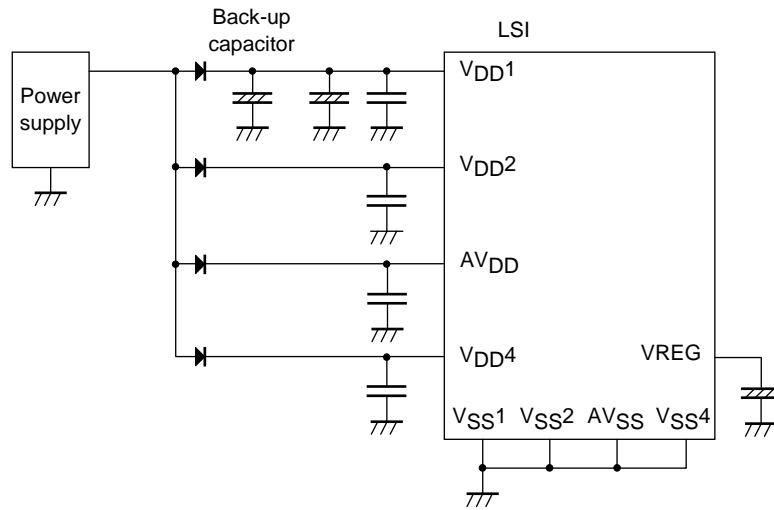 Back-up
capacitor
LSI
Power
supply
VDD1
VDD2
AVDD
VDD4
VREG
VSS1 VSS2 AVSS VSS4